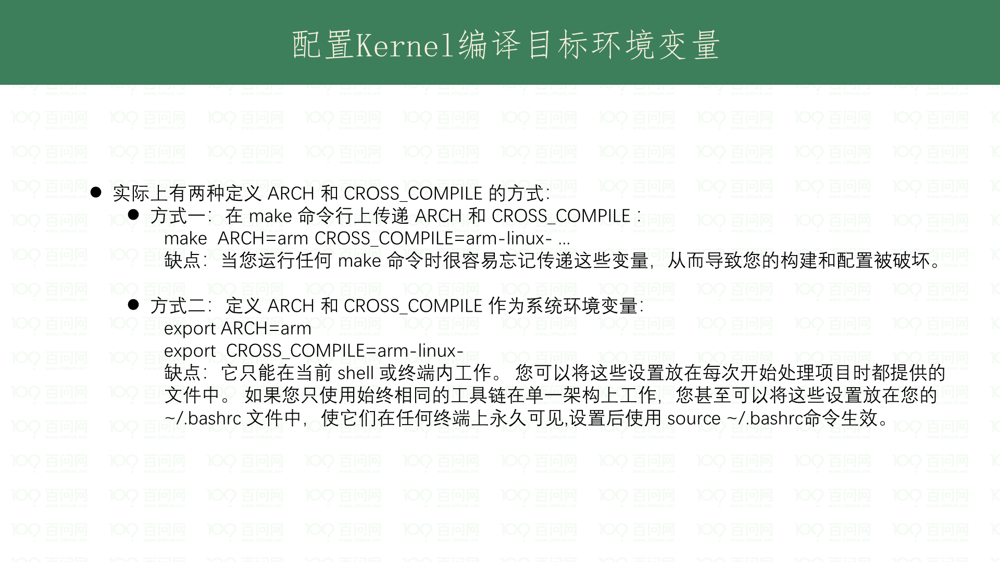 配置Kernel编译目标环境变量
● 实际上有两种定义 ARCH 和 CROSS_COMPILE 的方式：
● 方式一：在 make 命令行上传递 ARCH 和 CROSS_COMPILE：
make  ARCH=arm CROSS_COMPILE=arm-linux- ...
缺点：当您运行任何 make 命令时很容易忘记传递这些变量，从而导致您的构建和配置被破坏。
● 方式二：定义 ARCH 和 CROSS_COMPILE 作为系统环境变量：
export ARCH=arm
export  CROSS_COMPILE=arm-linux-
缺点：它只能在当前 shell 或终端内工作。 您可以将这些设置放在每次开始处理项目时都提供的
文件中。 如果您只使用始终相同的工具链在单一架构上工作，您甚至可以将这些设置放在您的
~/.bashrc 文件中，使它们在任何终端上永久可见,设置后使用 source ~/.bashrc命令生效。
百问网
www.100ask.net